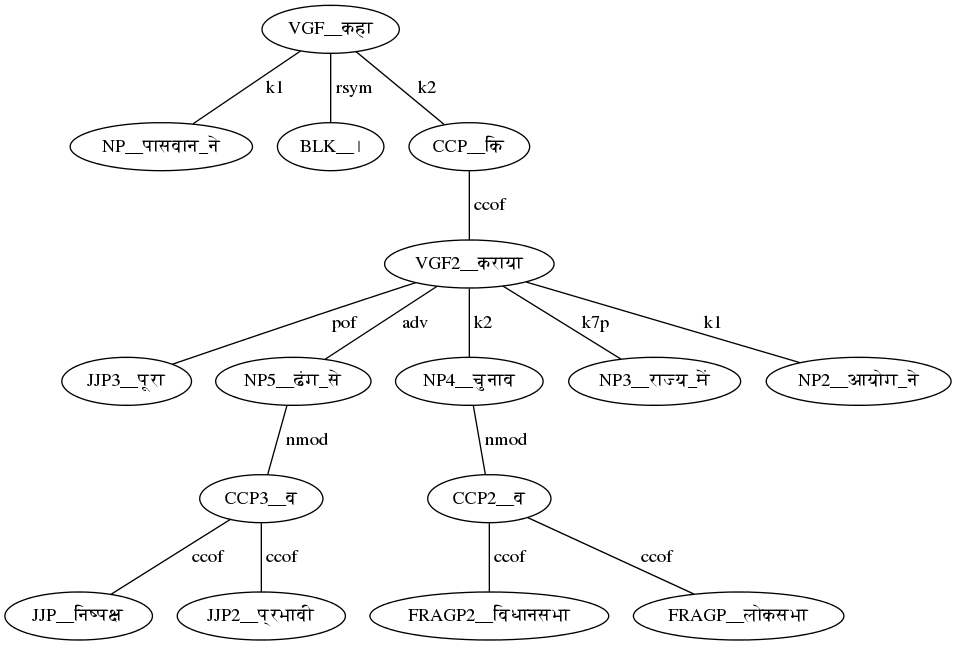 VGF__कहा
k1 rsym k2
NP__पासवान_ने BLK__। CCP__कि
ccof
VGF2__कराया
pof adv k2 k7p k1
JJP3__पूरा NP5__ढंग_से NP4__चुनाव NP3__राज्य_में NP2__आयोग_ने
nmod nmod
CCP3__व CCP2__व
ccof ccof ccof ccof
JJP__निष्पक्ष JJP2__प्रभावी FRAGP2__विधानसभा FRAGP__लोकसभा